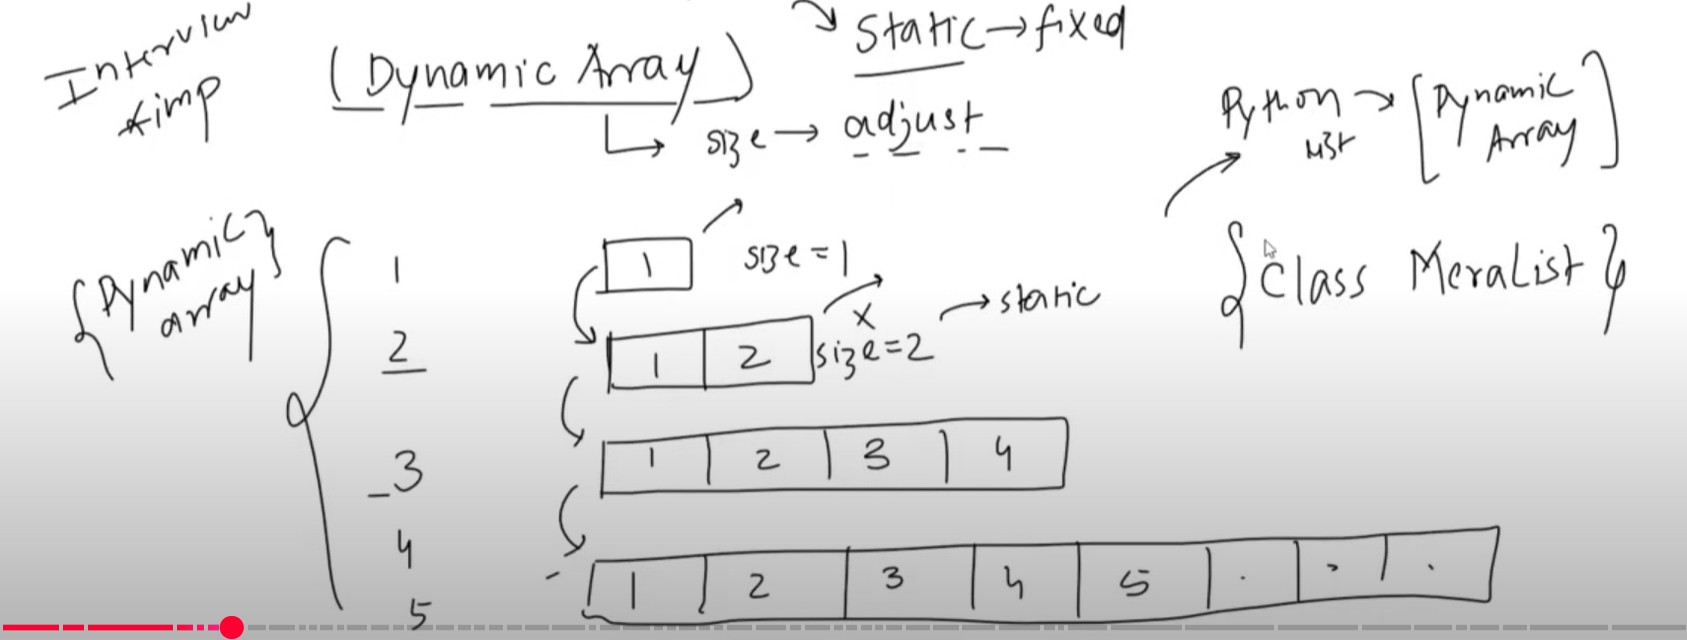 Interview
*imp
(Dynamic Array)
Static → fixed
size → adjust
Python list → [Dynamic Array]
{Class MeraList}
{Dynamic array}
1
2
3
4
5
1 size = 1
1 2 size = 2 x → static
1 2 3 4
1 2 3 4 5 . . .